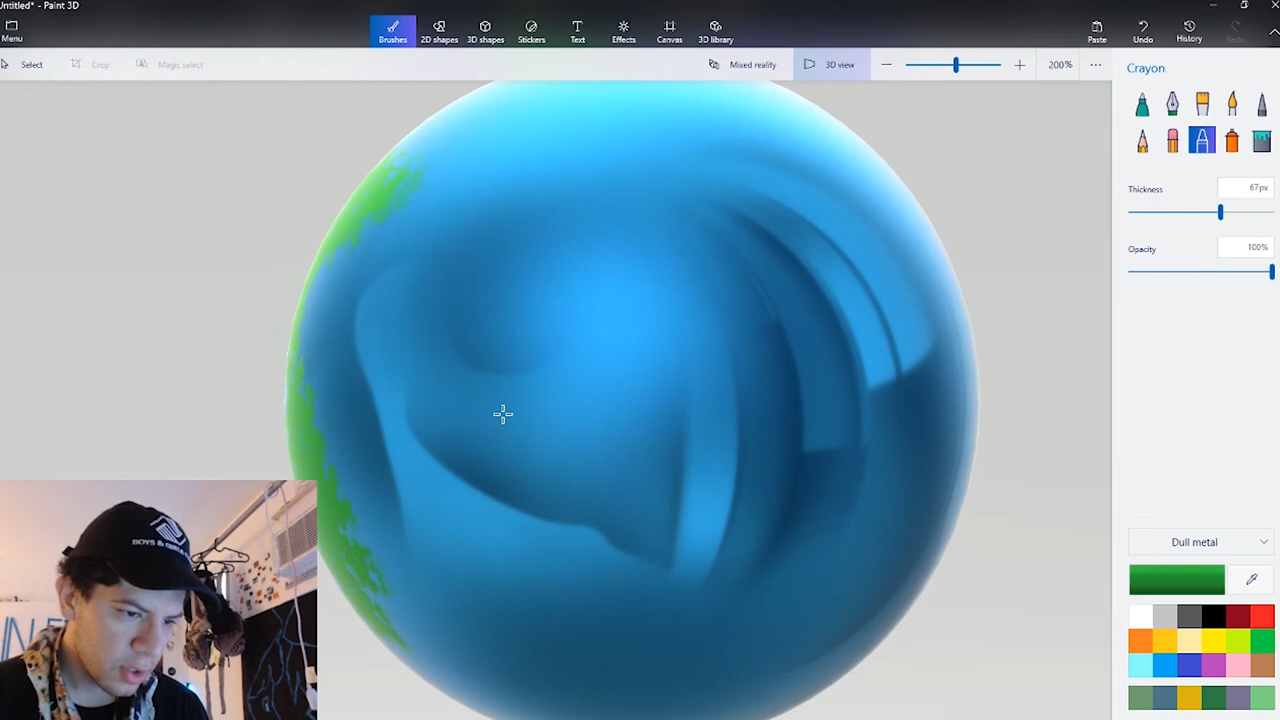 Untitled* - Paint 3D
Menu
Brushes
2D shapes
3D shapes
Stickers
Text
Effects
Canvas
3D library
Paste
Undo
History
Redo
Select
Crop
Magic select
Mixed reality
3D view
200%
Crayon
Thickness
67px
Opacity
100%
Dull metal
BOYS & GIRLS